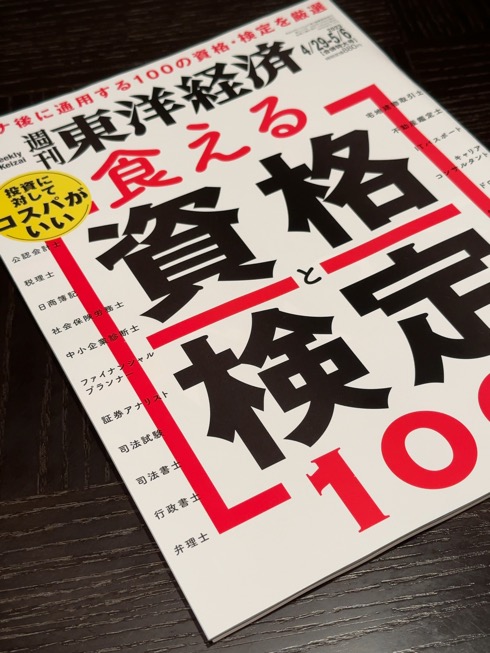 ナ後に通用する100の資格・検定を厳選
週刊
東洋経済
4/29-5/6
eekly
Keizai
投資に
対して
コスパが
いい
食える
資格
と
検定
100
公認会計士
税理士
日商簿記
社会保険労務士
中小企業診断士
ファイナンシャル
プランナー
証券アナリスト
司法試験
司法書士
行政書士
弁理士
宅地建物取引士
不動産鑑定士
ITパスポート
キャリア
コンサルタント